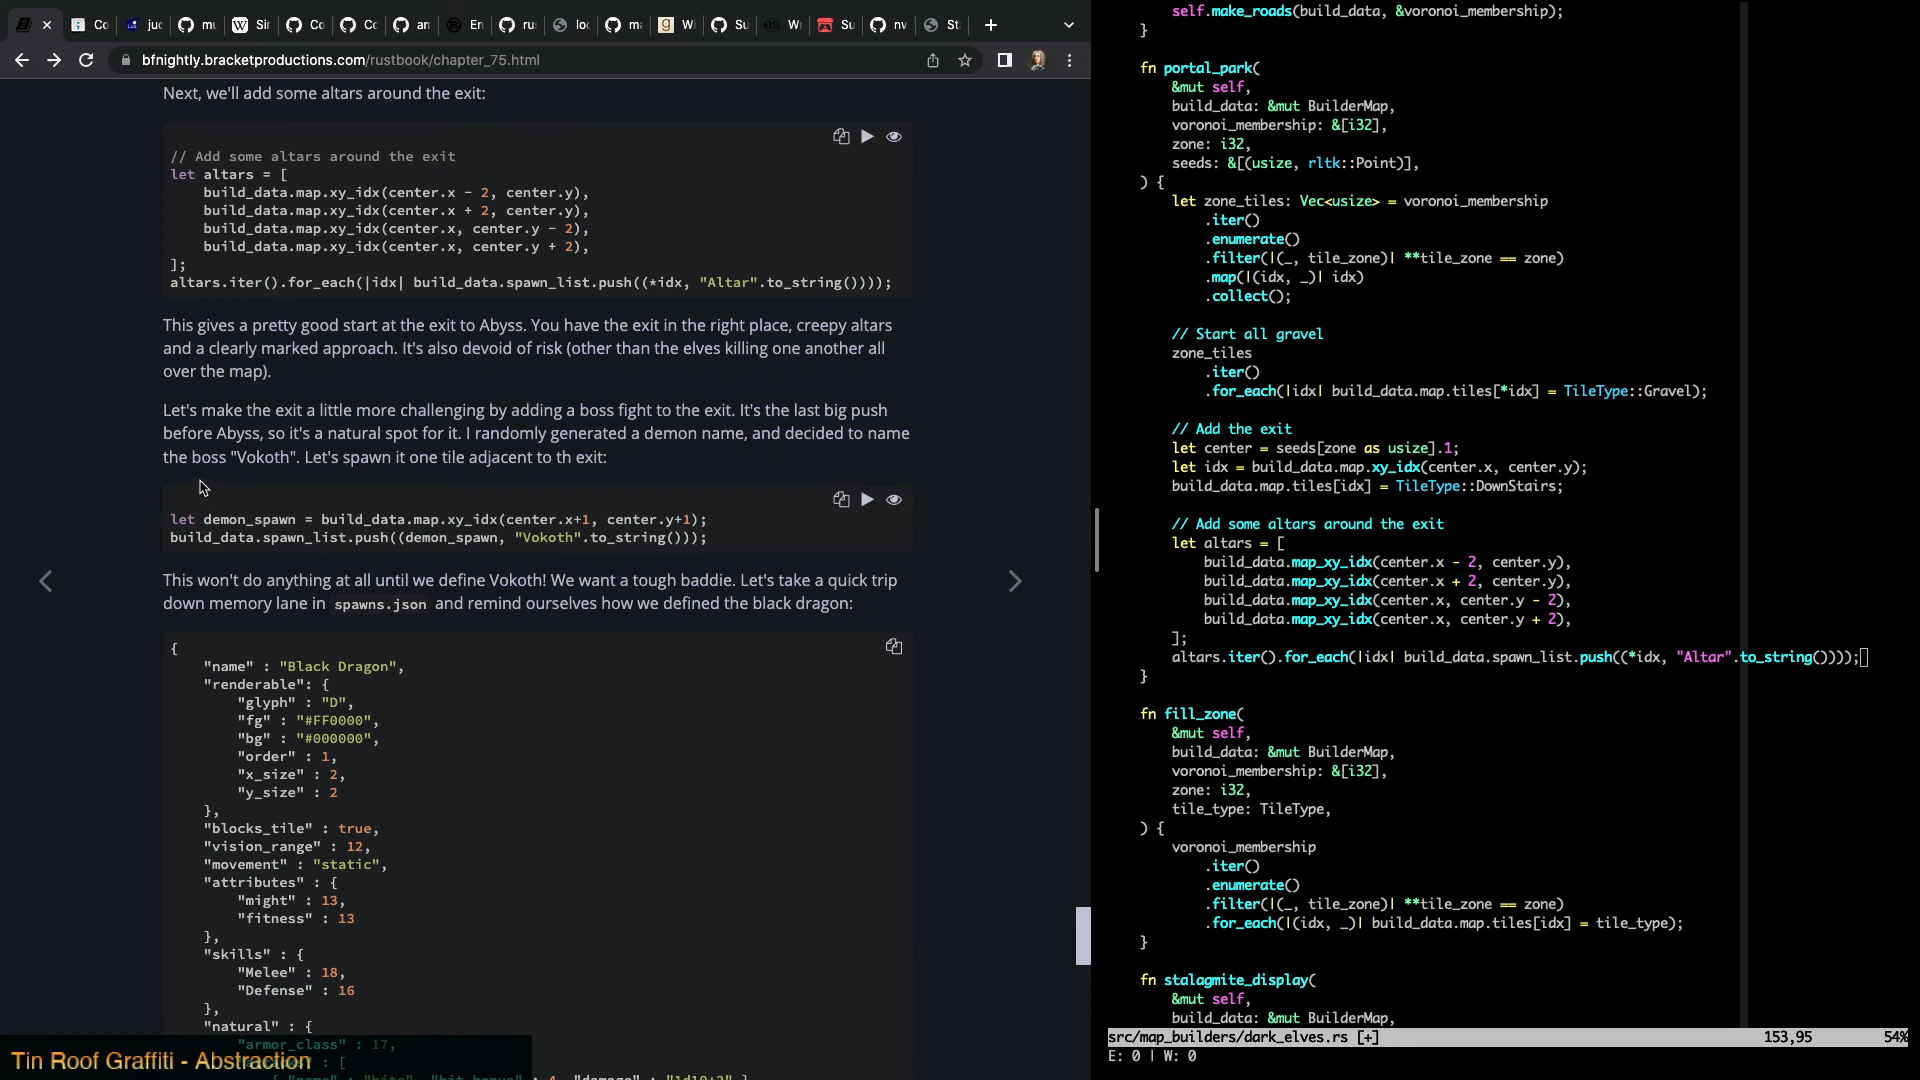 Co
juc
mu
Sir
Co
Co
an
En
rus
loc
ma
Wi
Su
Wi
Su
nv
St
bfnightly.bracketproductions.com/rustbook/chapter_75.html
Next, we'll add some altars around the exit:
// Add some altars around the exit
let altars = [
build_data.map.xy_idx(center.x - 2, center.y),
build_data.map.xy_idx(center.x + 2, center.y),
build_data.map.xy_idx(center.x, center.y - 2),
build_data.map.xy_idx(center.x, center.y + 2),
];
altars.iter().for_each(|idx| build_data.spawn_list.push((*idx, "Altar".to_string())));
This gives a pretty good start at the exit to Abyss. You have the exit in the right place, creepy altars
and a clearly marked approach. It's also devoid of risk (other than the elves killing one another all
over the map).
Let's make the exit a little more challenging by adding a boss fight to the exit. It's the last big push
before Abyss, so it's a natural spot for it. I randomly generated a demon name, and decided to name
the boss "Vokoth". Let's spawn it one tile adjacent to th exit:
let demon_spawn = build_data.map.xy_idx(center.x+1, center.y+1);
build_data.spawn_list.push((demon_spawn, "Vokoth".to_string()));
This won't do anything at all until we define Vokoth! We want a tough baddie. Let's take a quick trip
down memory lane in spawns.json and remind ourselves how we defined the black dragon:
{
"name" : "Black Dragon",
"renderable": {
"glyph" : "D",
"fg" : "#FF0000",
"bg" : "#000000",
"order" : 1,
"x_size" : 2,
"y_size" : 2
},
"blocks_tile" : true,
"vision_range" : 12,
"movement" : "static",
"attributes" : {
"might" : 13,
"fitness" : 13
},
"skills" : {
"Melee" : 18,
"Defense" : 16
},
"natural" : {
"armor_class" : 17,
Tin Roof Graffiti - Abstraction
self.make_roads(build_data, &voronoi_membership);
}
fn portal_park(
&mut self,
build_data: &mut BuilderMap,
voronoi_membership: &[i32],
zone: i32,
seeds: &[(usize, rltk::Point)],
) {
let zone_tiles: Vec<usize> = voronoi_membership
.iter()
.enumerate()
.filter(|(_, tile_zone)| **tile_zone == zone)
.map(|(idx, _)| idx)
.collect();
// Start all gravel
zone_tiles
.iter()
.for_each(|idx| build_data.map.tiles[*idx] = TileType::Gravel);
// Add the exit
let center = seeds[zone as usize].1;
let idx = build_data.map.xy_idx(center.x, center.y);
build_data.map.tiles[idx] = TileType::DownStairs;
// Add some altars around the exit
let altars = [
build_data.map_xy_idx(center.x - 2, center.y),
build_data.map_xy_idx(center.x + 2, center.y),
build_data.map_xy_idx(center.x, center.y - 2),
build_data.map_xy_idx(center.x, center.y + 2),
];
altars.iter().for_each(|idx| build_data.spawn_list.push((*idx, "Altar".to_string())));
}
fn fill_zone(
&mut self,
build_data: &mut BuilderMap,
voronoi_membership: &[i32],
zone: i32,
tile_type: TileType,
) {
voronoi_membership
.iter()
.enumerate()
.filter(|(_, tile_zone)| **tile_zone == zone)
.for_each(|(idx, _)| build_data.map.tiles[idx] = tile_type);
}
fn stalagmite_display(
&mut self,
build_data: &mut BuilderMap,
src/map_builders/dark_elves.rs [+] 153,95 54%
E: 0 | W: 0